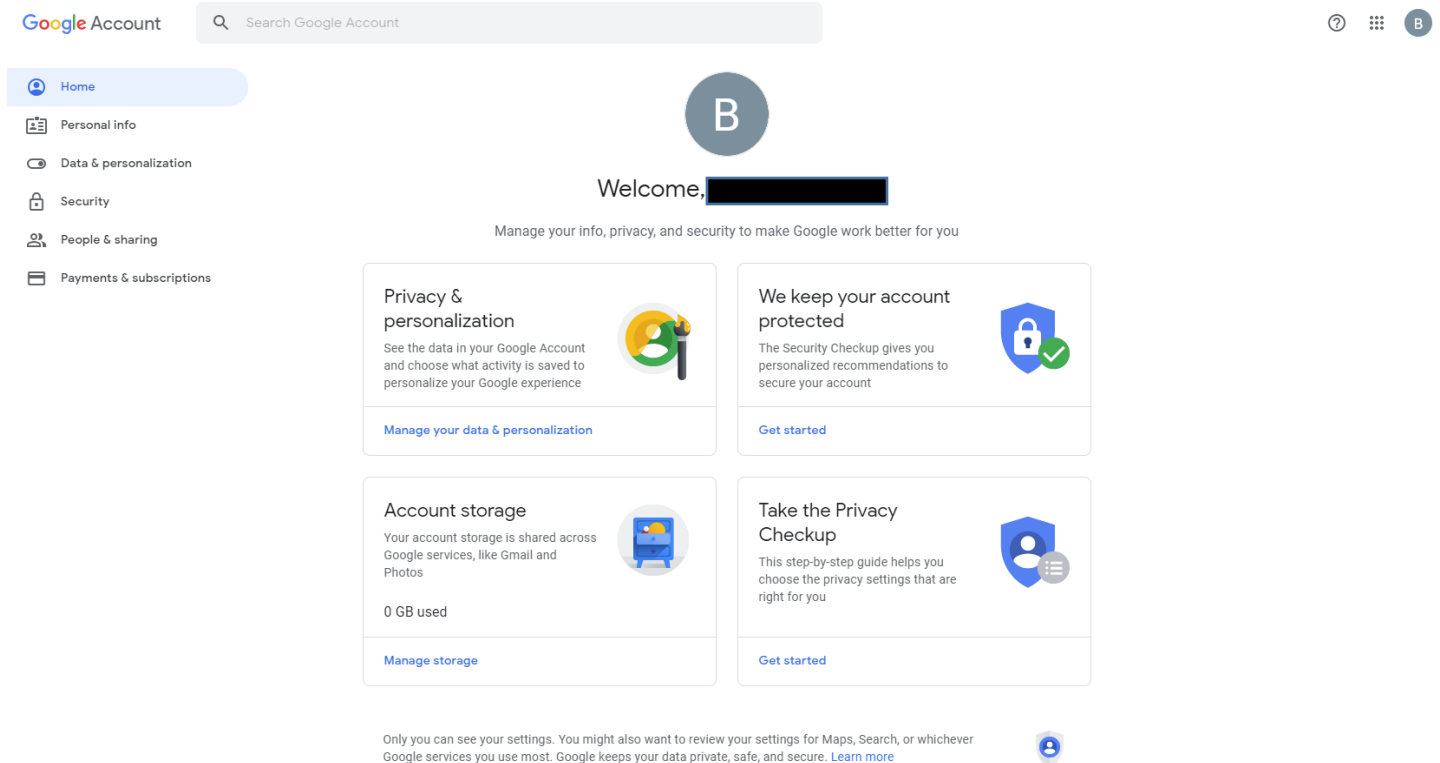 Google Account
Search Google Account
B
Home
Personal info
Data & personalization
Security
People & sharing
Payments & subscriptions
B
Welcome,
Manage your info, privacy, and security to make Google work better for you
Privacy &
personalization
See the data in your Google Account
and choose what activity is saved to
personalize your Google experience
Manage your data & personalization
We keep your account
protected
The Security Checkup gives you
personalized recommendations to
secure your account
Get started
Account storage
Your account storage is shared across
Google services, like Gmail and
Photos
0 GB used
Manage storage
Take the Privacy
Checkup
This step-by-step guide helps you
choose the privacy settings that are
right for you
Get started
Only you can see your settings. You might also want to review your settings for Maps, Search, or whichever
Google services you use most. Google keeps your data private, safe, and secure. Learn more